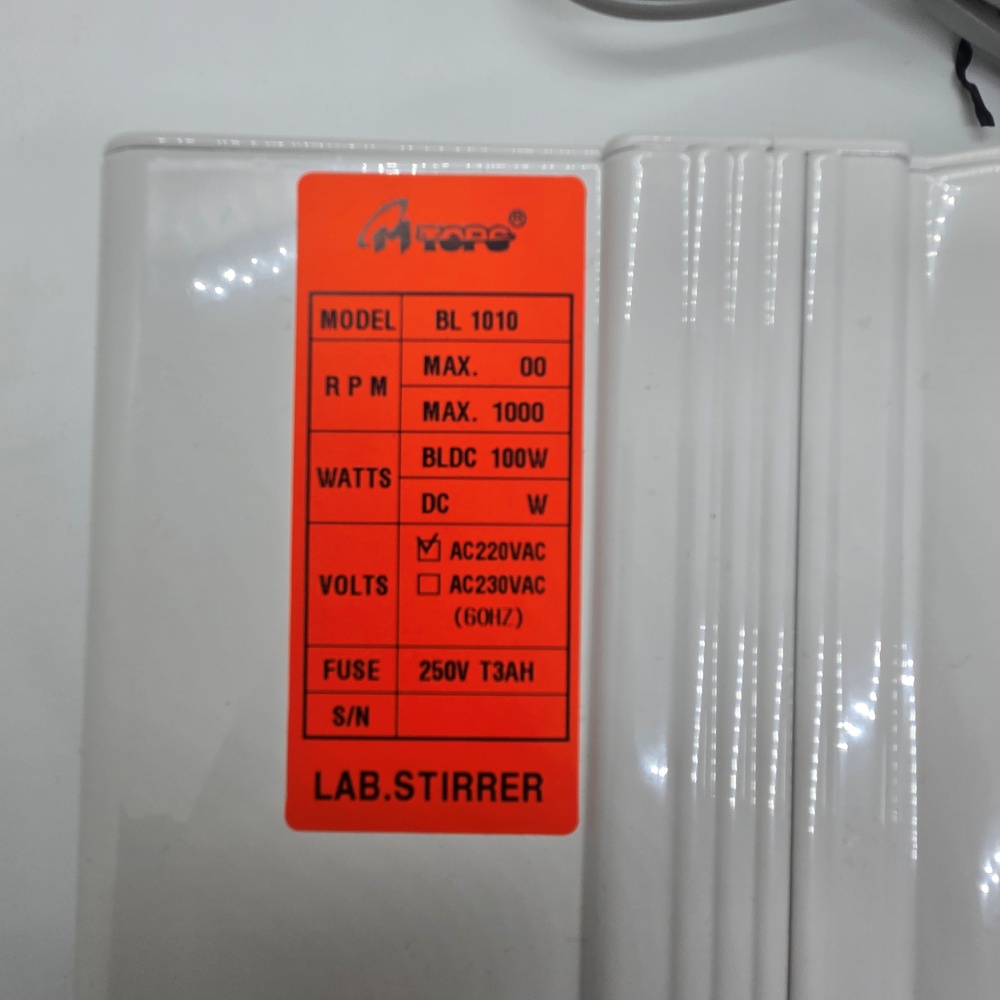 M TOPS®
MODEL BL 1010
RPM MAX. 00
MAX. 1000
WATTS BLDC 100W
DC W
VOLTS ☑ AC220VAC
☐ AC230VAC
(60HZ)
FUSE 250V T3AH
S/N
LAB.STIRRER